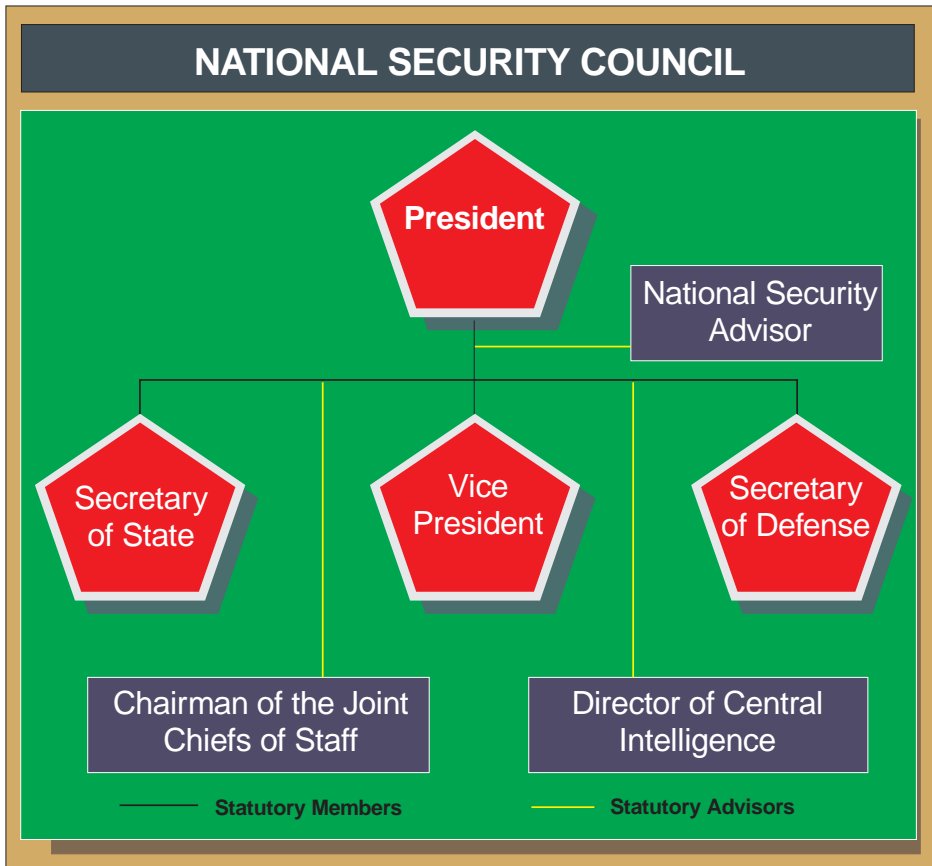 NATIONAL SECURITY COUNCIL
President
National Security
Advisor
Secretary
of State
Vice
President
Secretary
of Defense
Chairman of the Joint
Chiefs of Staff
Director of Central
Intelligence
Statutory Members
Statutory Advisors